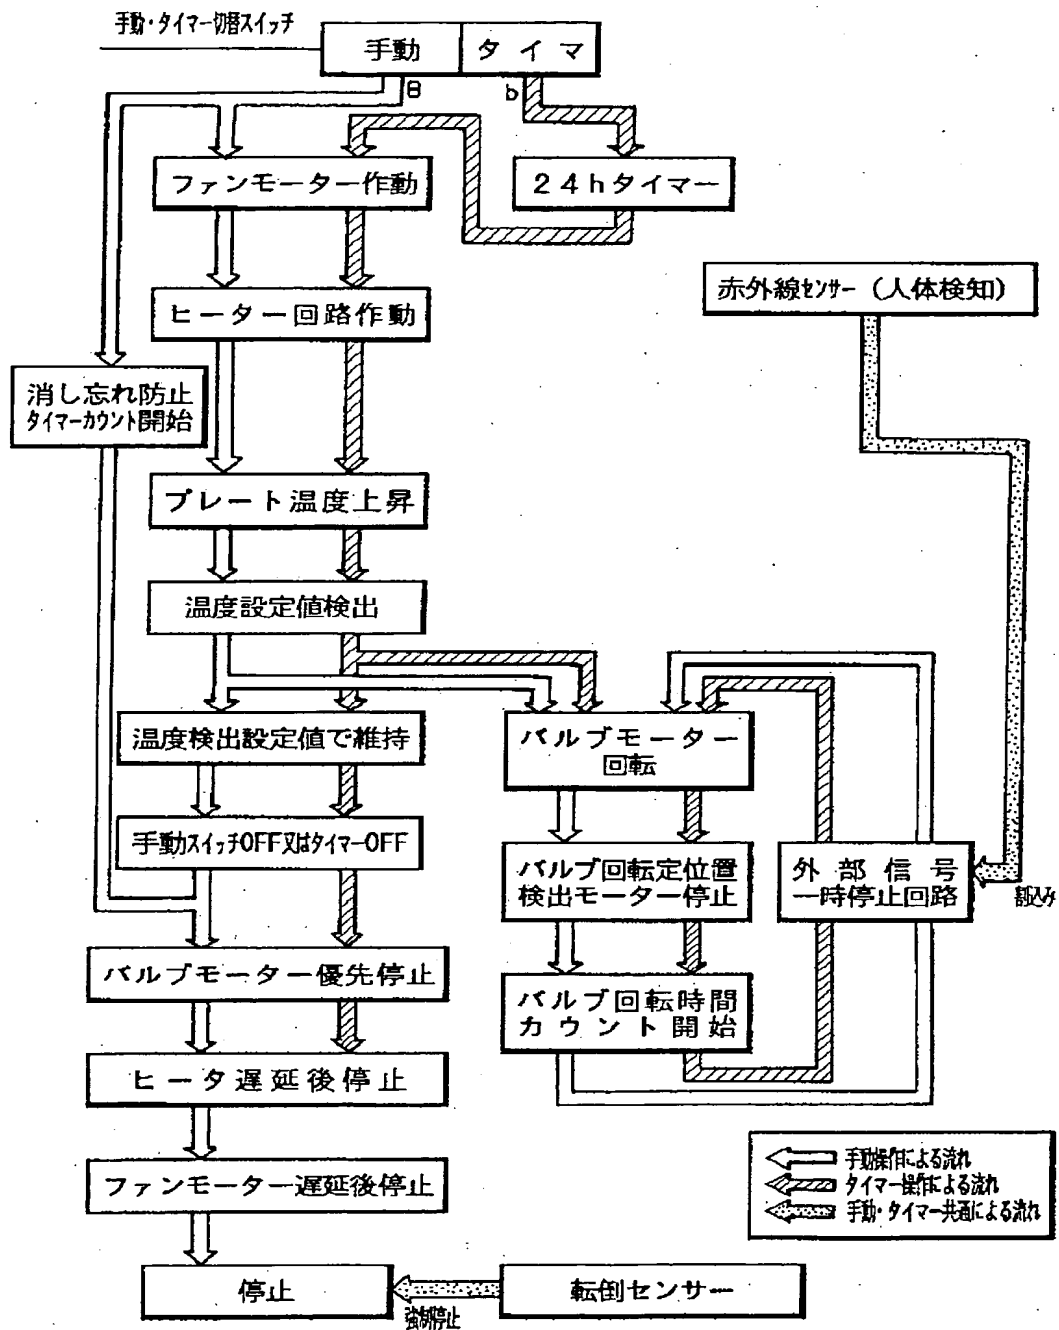 手動・タイマー切替スイッチ
手動
タイマ
a
b
ファンモーター作動
24hタイマー
ヒーター回路作動
赤外線センサー(人体検知)
消し忘れ防止
タイマーカウント開始
プレート温度上昇
温度設定値検出
温度検出設定値で維持
バルブモーター
回転
手動スイッチOFF又はタイマーOFF
バルブ回転定位置
検出モーター停止
外部信号
一時停止回路
割込み
バルブモーター優先停止
バルブ回転時間
カウント開始
ヒータ遅延後停止
ファンモーター遅延後停止
手動操作による流れ
タイマー操作による流れ
手動・タイマー共通による流れ
停止
転倒センサー
強制停止